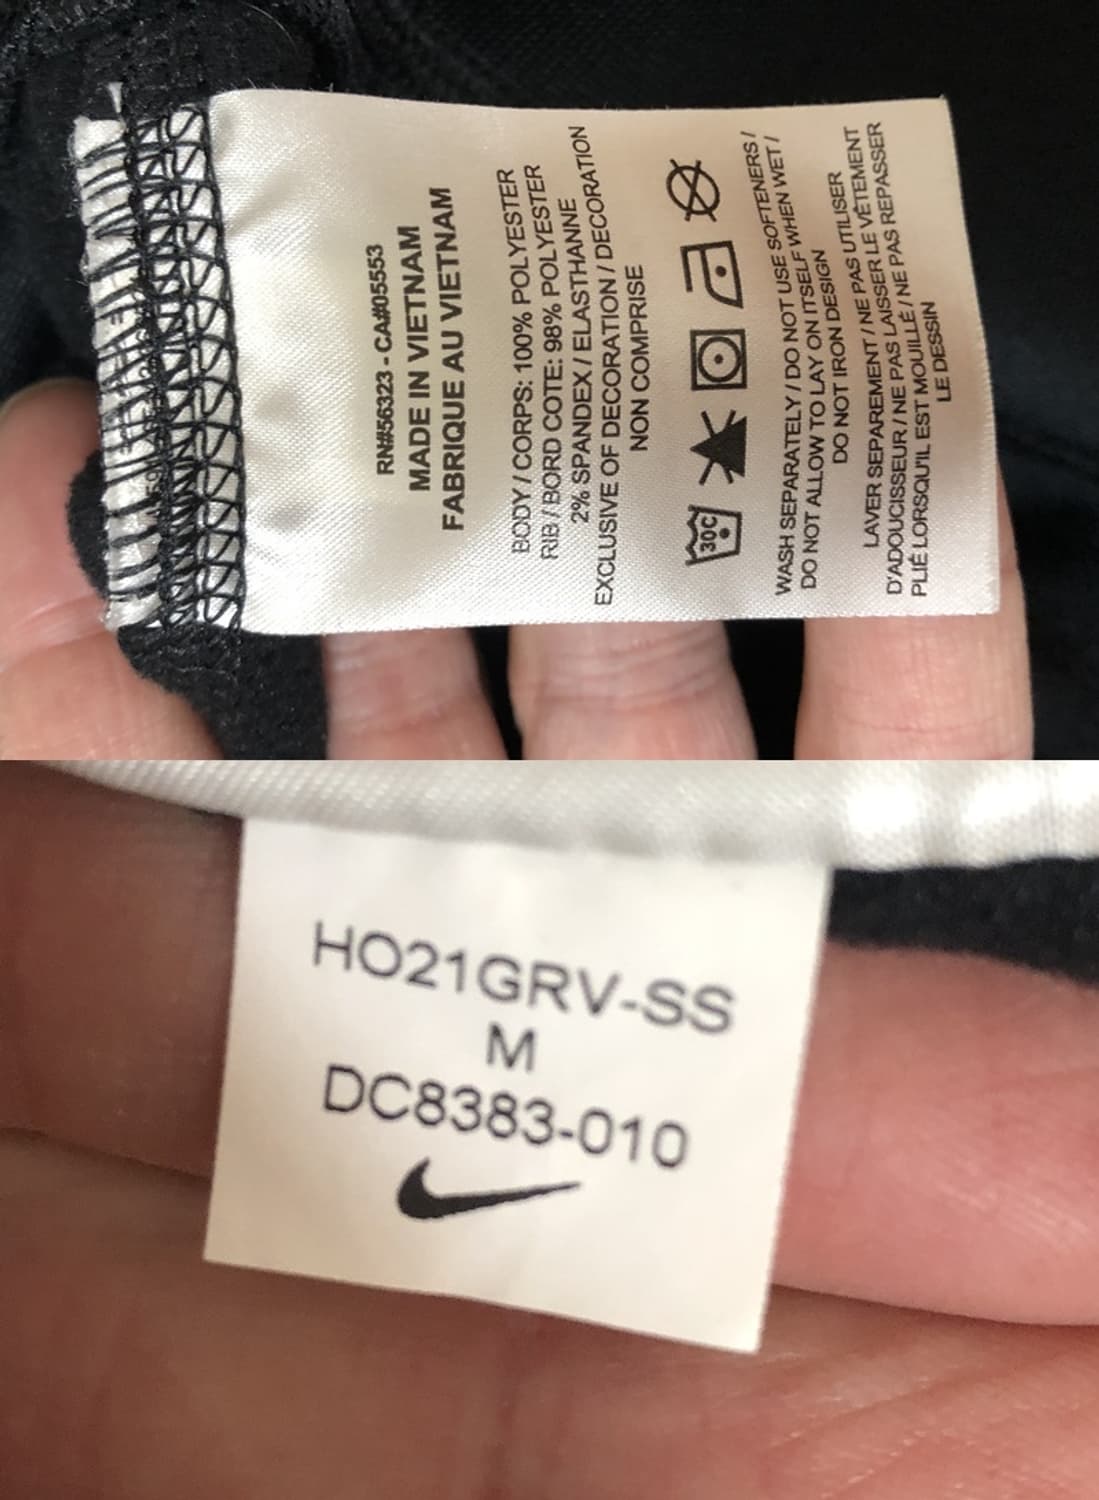 RN#56323 - CA#05553
MADE IN VIETNAM
FABRIQUE AU VIETNAM
BODY / CORPS: 100% POLYESTER
RIB / BORD COTE: 98% POLYESTER
2% SPANDEX / ELASTHANNE
EXCLUSIVE OF DECORATION / DECORATION
NON COMPRISE
30C
WASH SEPARATELY / DO NOT USE SOFTENERS /
DO NOT ALLOW TO LAY ON ITSELF WHEN WET /
DO NOT IRON DESIGN
LAVER SEPAREMENT / NE PAS UTILISER
D'ADOUCISSEUR / NE PAS LAISSER LE VÊTEMENT
PLIÉ LORSQU'IL EST MOUILLÉ / NE PAS REPASSER
LE DESSIN
HO21GRV-SS
M
DC8383-010